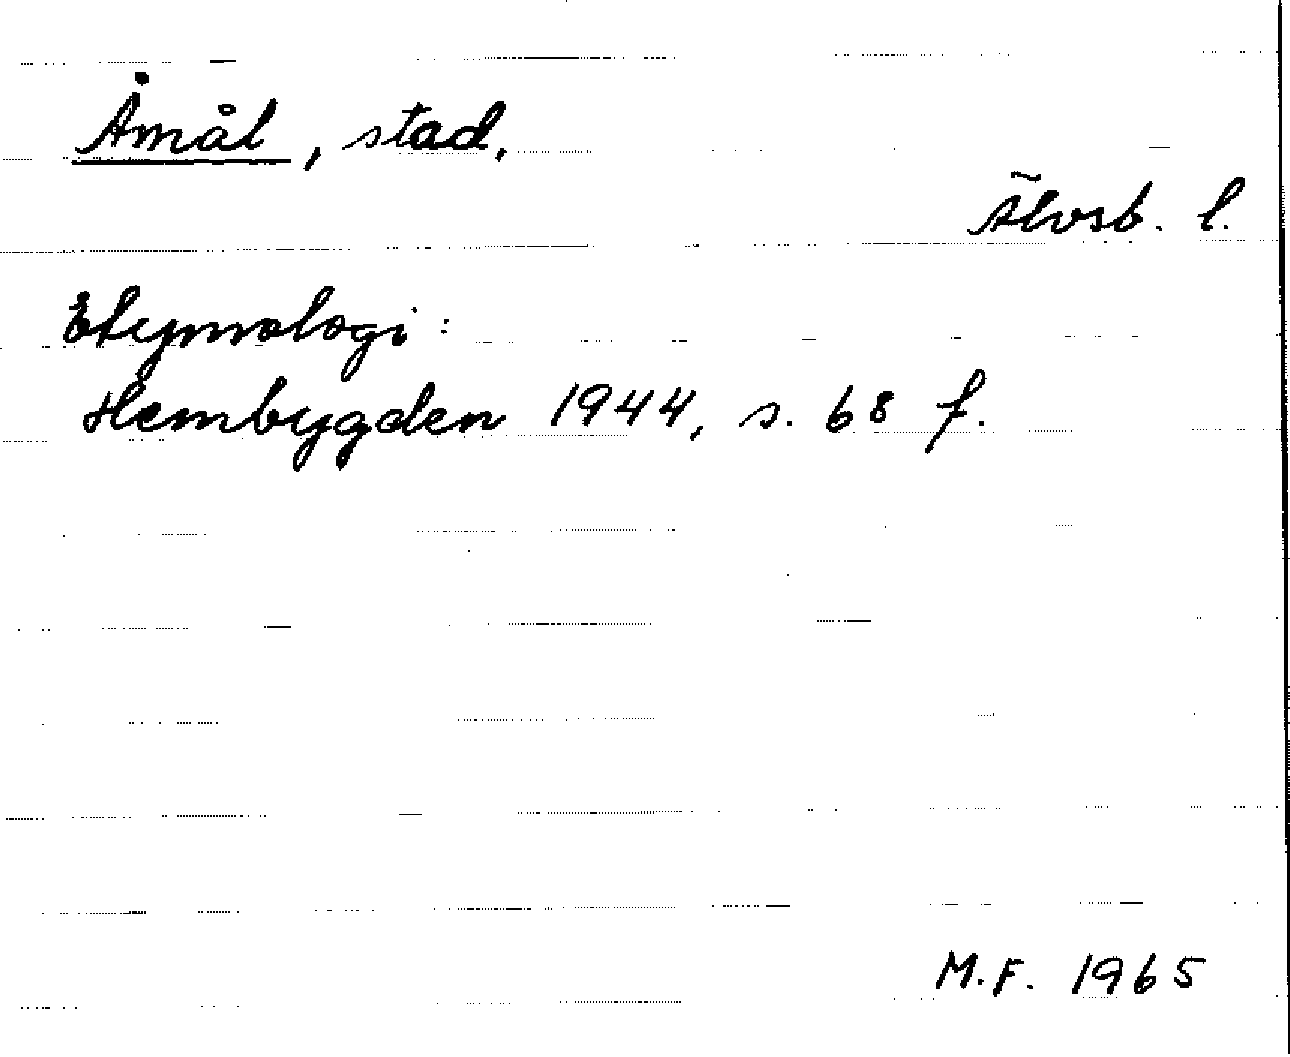 Åmål, stad.
Älvsb. l.
Etymologi:
Hembygden 1944, s. 68 f.
M.F. 1965